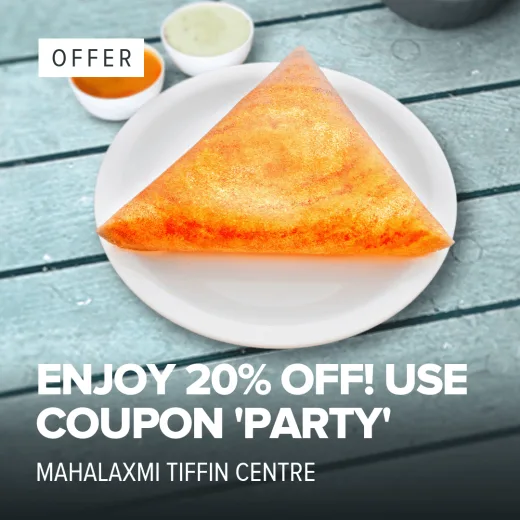 OFFER
ENJOY 20% OFF! USE
COUPON 'PARTY'
MAHALAXMI TIFFIN CENTRE